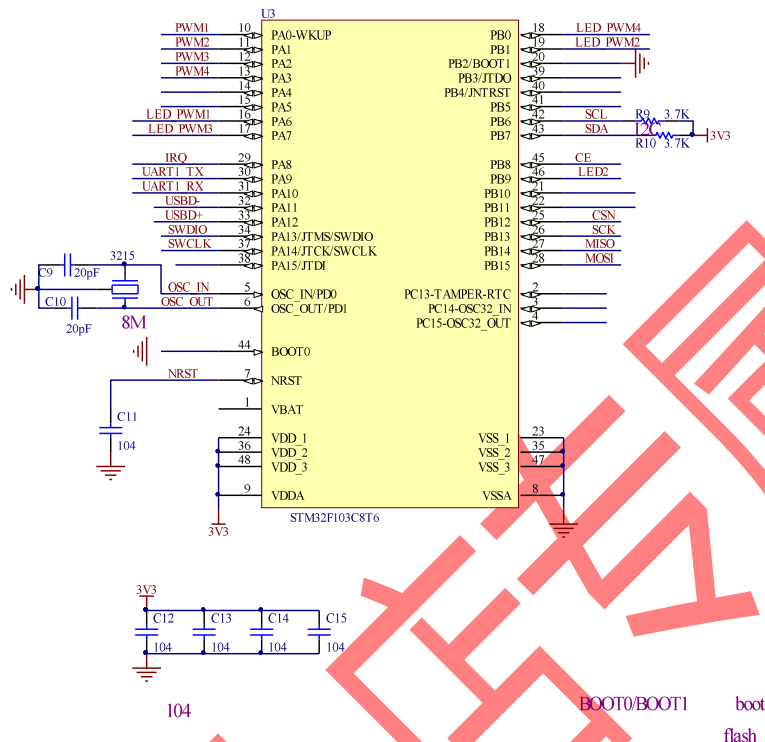 U3
PWM1 10 PA0-WKUP PB0 18 LED PWM4
PWM2 11 PA1 PB1 19 LED PWM2
PWM3 12 PA2 PB2/BOOT1 20
PWM4 13 PA3 PB3/JTDO 39
14 PA4 PB4/JNTRST 40
15 PA5 PB5 41
LED PWM1 16 PA6 PB6 42 SCL R9 3.7K
LED PWM3 17 PA7 PB7 43 SDA I2C 3V3
R10 3.7K
IRQ 29 PA8 PB8 45 CE
UART1 TX 30 PA9 PB9 46 LED2
UART1 RX 31 PA10 PB10 21
USBD- 32 PA11 PB11 22
USBD+ 33 PA12 PB12 25 CSN
SWDIO 34 PA13/JTMS/SWDIO PB13 26 SCK
SWCLK 37 PA14/JTCK/SWCLK PB14 27 MISO
38 PA15/JTDI PB15 28 MOSI
3215
C9 20pF
OSC IN 5 OSC_IN/PD0 PC13-TAMPER-RTC 2
C10 OSC OUT 6 OSC_OUT/PD1 PC14-OSC32_IN 3
20pF 8M PC15-OSC32_OUT 4
44 BOOT0
NRST 7 NRST
1 VBAT
C11
104
24 VDD_1 VSS_1 23
36 VDD_2 VSS_2 35
48 VDD_3 VSS_3 47
9 VDDA VSSA 8
3V3
STM32F103C8T6
3V3
C12 C13 C14 C15
104 104 104 104
104
BOOT0/BOOT1 boot
flash